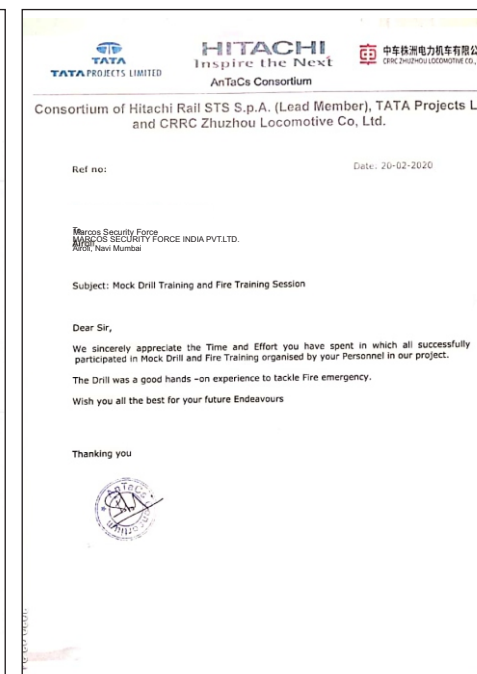 TATA
TATA PROJECTS LIMITED
HITACHI
Inspire the Next
AnTaCs Consortium
中车株洲电力机车有限公
CRRC ZHUZHOU LOCOMOTIVE CO.,
Consortium of Hitachi Rail STS S.p.A. (Lead Member), TATA Projects L
and CRRC Zhuzhou Locomotive Co, Ltd.
Ref no:
Date: 20-02-2020
To
Marcos Security Force
MARCOS SECURITY FORCE INDIA PVT.LTD.
Airoli
Airoli, Navi Mumbai
Subject: Mock Drill Training and Fire Training Session
Dear Sir,
We sincerely appreciate the Time and Effort you have spent in which all successfully
participated in Mock Drill and Fire Training organised by your Personnel in our project.
The Drill was a good hands –on experience to tackle Fire emergency.
Wish you all the best for your future Endeavours
Thanking you
AnTaCs Consortium